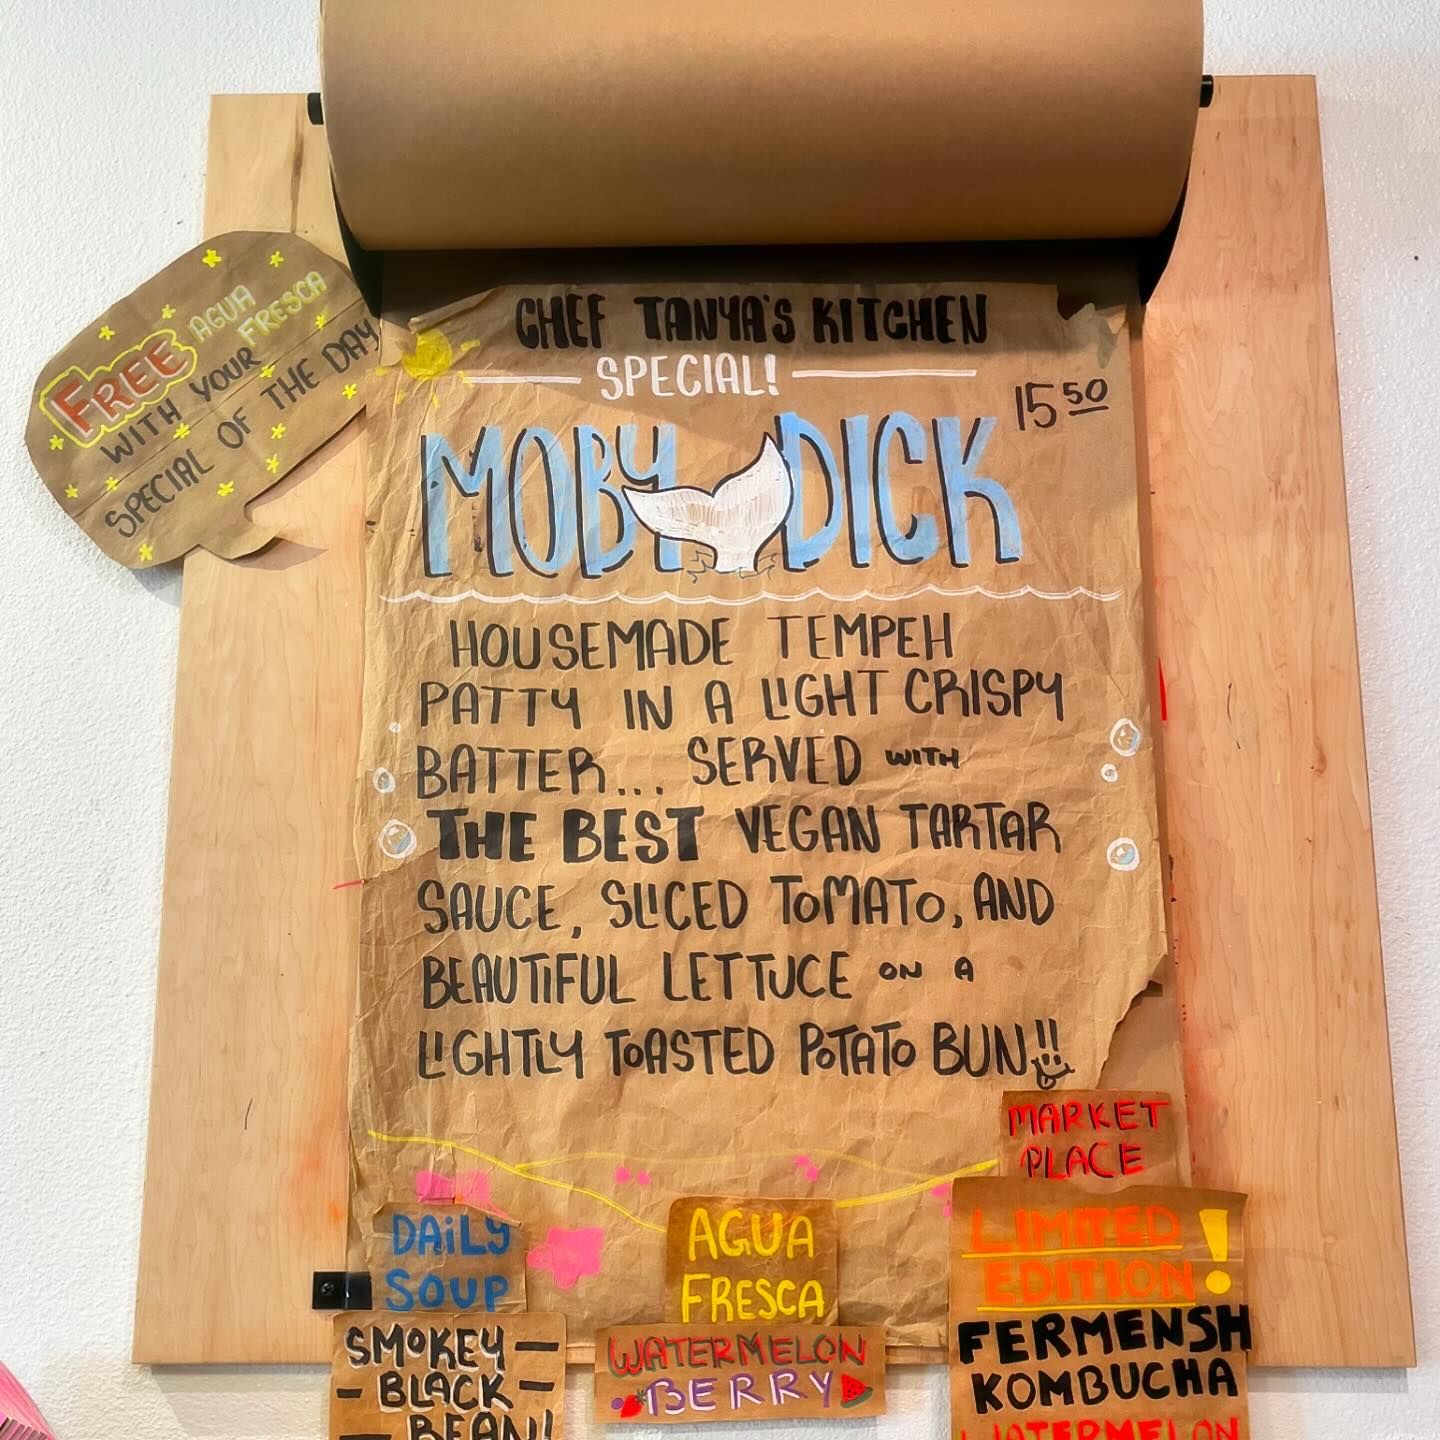 CHEF TANYA'S KITCHEN
SPECIAL!
15 50
MOBY DICK
FREE AGUA FRESCA
WITH YOUR
SPECIAL OF THE DAY
HOUSEMADE TEMPEH
PATTY IN A LIGHT CRISPY
BATTER... SERVED WITH
THE BEST VEGAN TARTAR
SAUCE, SLICED TOMATO, AND
BEAUTIFUL LETTUCE ON A
LIGHTLY TOASTED POTATO BUN!!
DAiLY
SOUP
SMOKEY -
- BLACK -
BEAN!
AGUA
FRESCA
WATERMELON
BERRY
MARKET
PLACE
LIMITED
EDITION!
FERMENSH
KOMBUCHA
WATERMELON